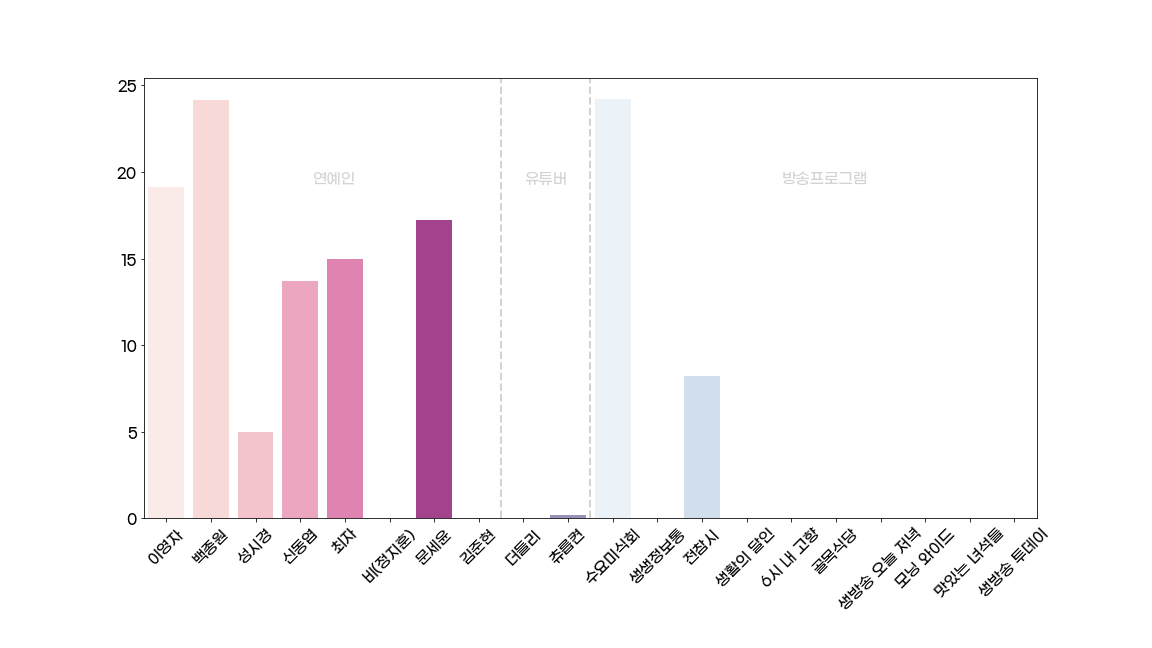 25
20
15
10
5
0
연예인
유튜버
방송프로그램
이영자
백종원
성시경
신동엽
최자
비(정지훈)
문세윤
김준현
더들리
츄릅켠
수요미식회
생생정보통
전참시
생활의 달인
6시 내 고향
골목식당
생방송 오늘 저녁
모닝 와이드
맛있는 녀석들
생방송 투데이